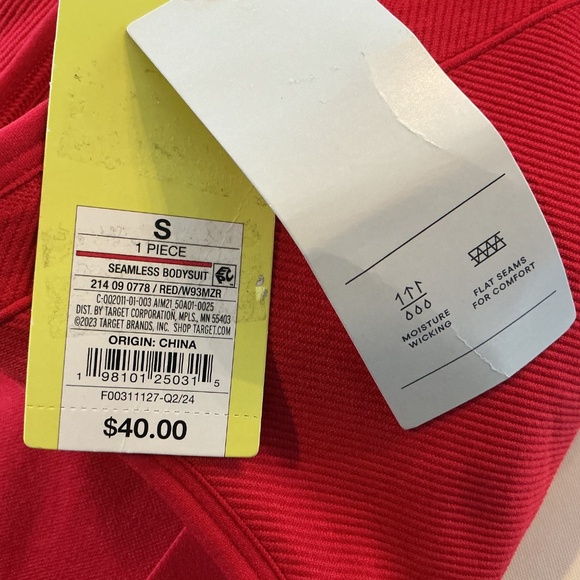 S
1 PIECE
SEAMLESS BODYSUIT
214 09 0778 / RED/W93MZR
C-002011-01-003 AIM21 50A01-0025
DIST. BY TARGET CORPORATION, MPLS., MN 55403
©2023 TARGET BRANDS, INC. SHOP TARGET.COM
ORIGIN: CHINA
1 98101 25031 5
F00311127-Q2/24
$40.00
MOISTURE
WICKING
FLAT SEAMS
FOR COMFORT